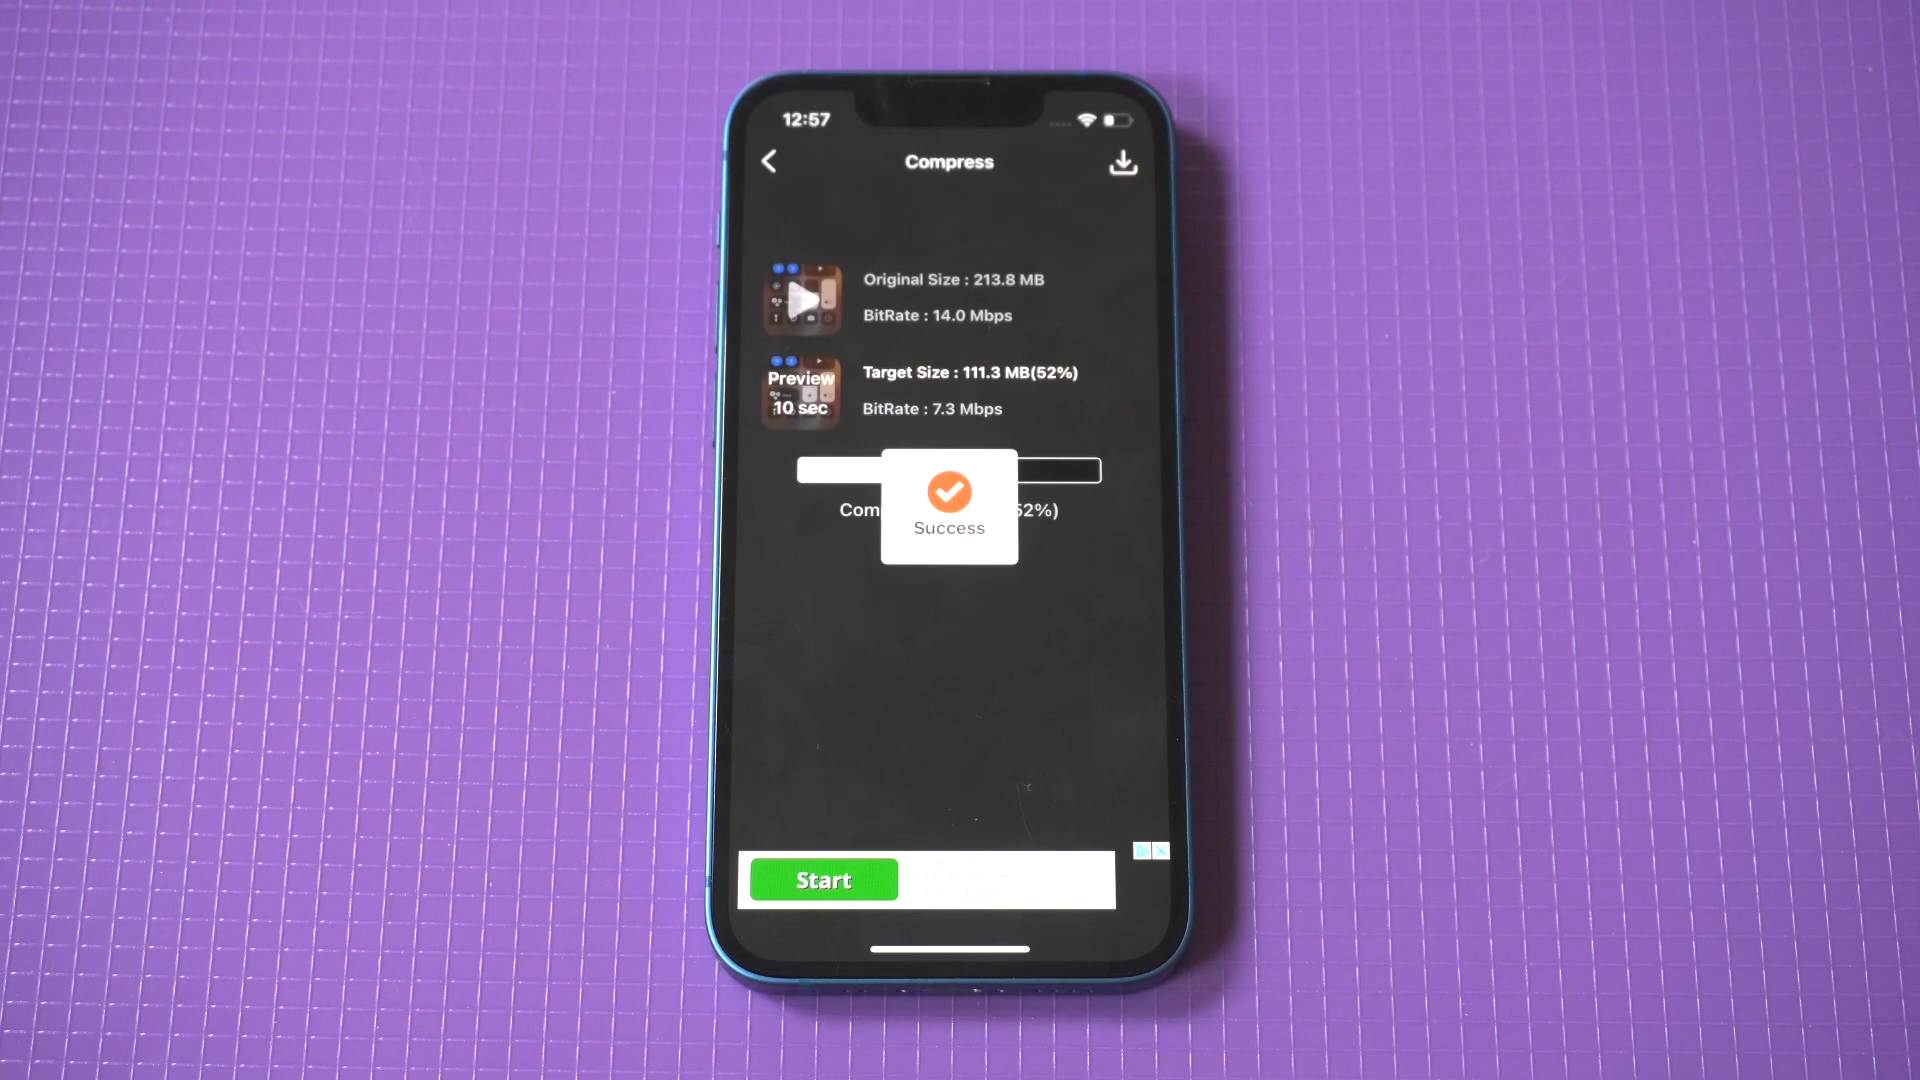 12:57
Compress
Original Size : 213.8 MB
BitRate : 14.0 Mbps
Preview
10 sec
Target Size : 111.3 MB(52%)
BitRate : 7.3 Mbps
Com 52%)
Success
Start